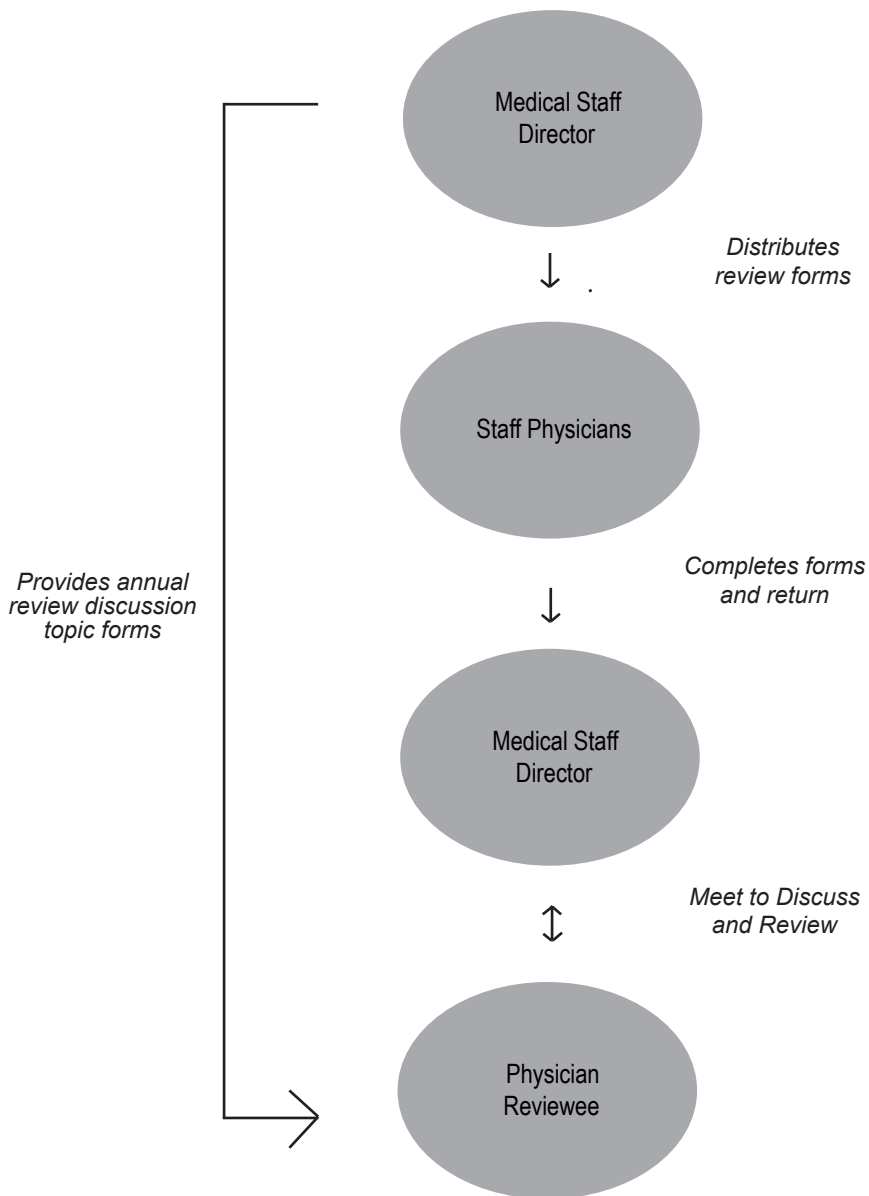 Medical Staff
Director
Distributes
review forms
Staff Physicians
Completes forms
and return
Provides annual
review discussion
topic forms
Medical Staff
Director
Meet to Discuss
and Review
Physician
Reviewee